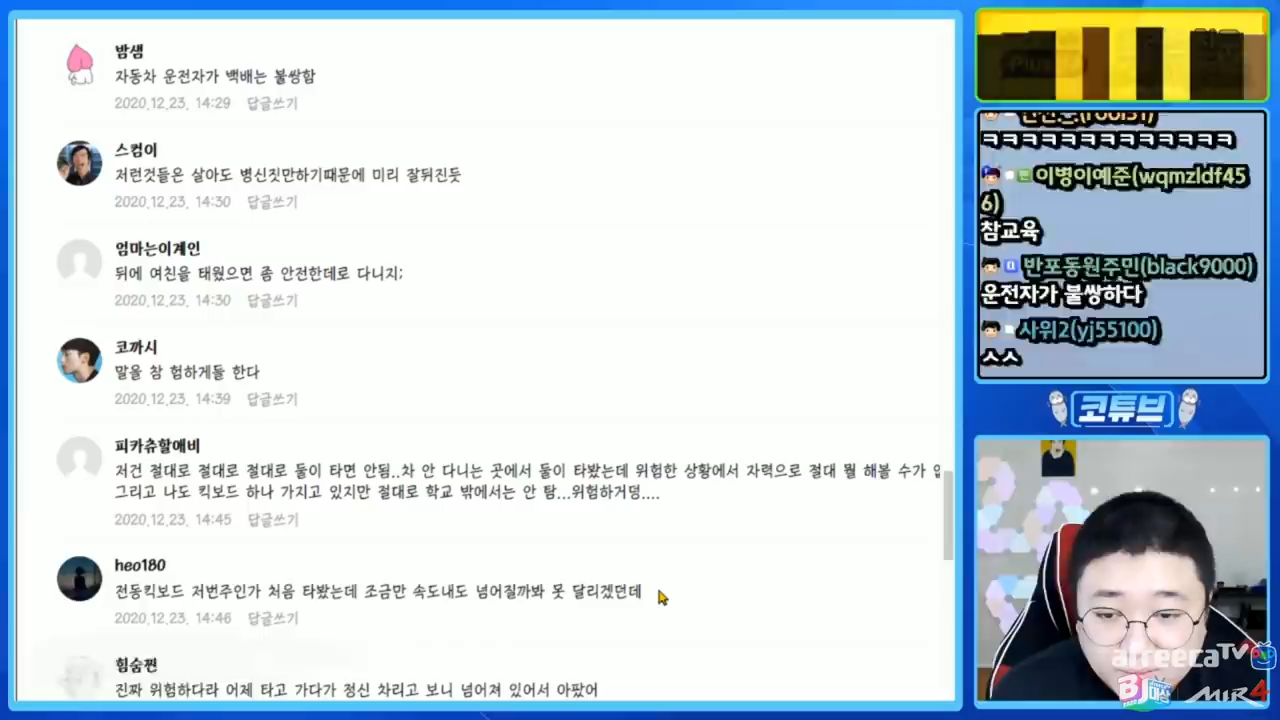 밤샘
자동차 운전자가 백배는 불쌍함
2020.12.23. 14:29 답글쓰기
스컴이
저런것들은 살아도 병신짓만하기때문에 미리 잘뒤진듯
2020.12.23. 14:30 답글쓰기
엄마는이계인
뒤에 여친을 태웠으면 좀 안전한데로 다니지;
2020.12.23. 14:30 답글쓰기
코까시
말을 참 험하게들 한다
2020.12.23. 14:39 답글쓰기
피카츄할애비
저건 절대로 절대로 절대로 둘이 타면 안됨..차 안 다니는 곳에서 둘이 타봤는데 위험한 상황에서 자력으로 절대 뭘 해볼 수가
그리고 나도 킥보드 하나 가지고 있지만 절대로 학교 밖에서는 안 탐...위험하거덩....
2020.12.23. 14:45 답글쓰기
heo180
전동킥보드 저번주인가 처음 타봤는데 조금만 속도내도 넘어질까봐 못 달리겠던데
2020.12.23. 14:46 답글쓰기
힘숨찐
진짜 위험하다라 어제 타고 가다가 정신 차리고 보니 넘어져 있어서 아팠어
ㅋㅋㅋㅋㅋㅋㅋㅋㅋㅋㅋㅋㅋ
이병이예준(wqmzldf45
6)
참교육
반포동원주민(black9000)
운전자가 불쌍하다
사위2(yj55100)
ㅅㅅ
코튜브
afreecaTV
BJ대상 MIR4